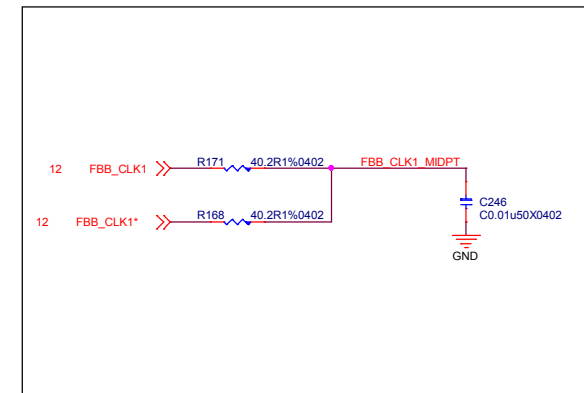 12 FBB_CLK1 R171 40.2R1%0402 FBB_CLK1_MIDPT
C246
C0.01u50X0402
12 FBB_CLK1* R168 40.2R1%0402
GND